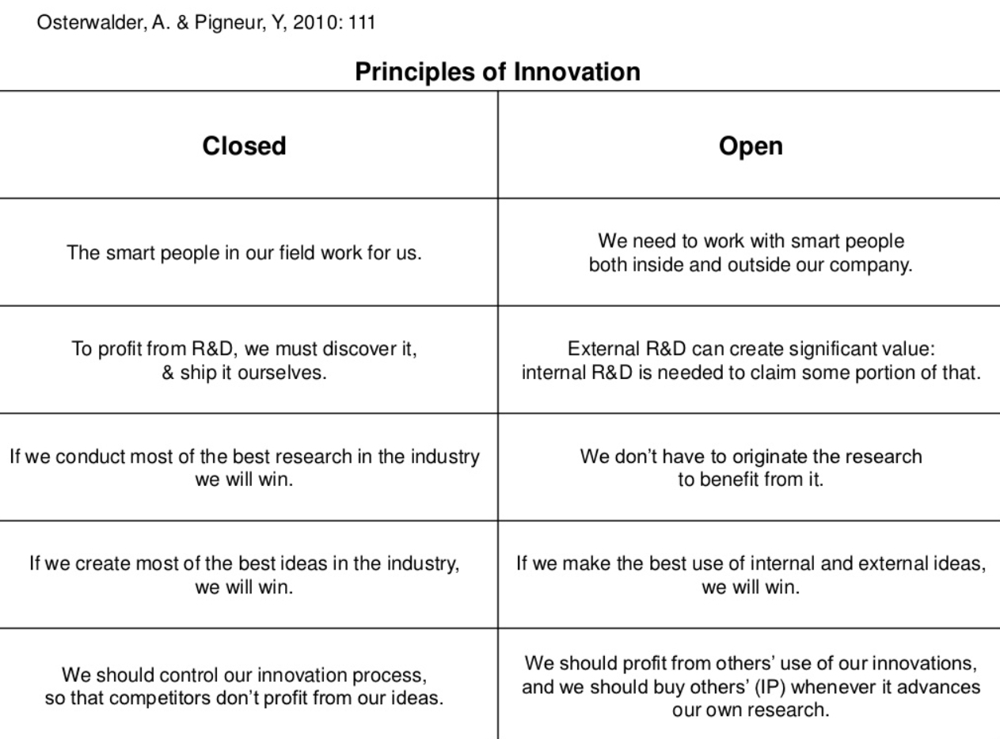 Osterwalder, A. & Pigneur, Y, 2010: 111
Principles of Innovation
Closed
Open
The smart people in our field work for us.
We need to work with smart people
both inside and outside our company.
To profit from R&D, we must discover it,
& ship it ourselves.
External R&D can create significant value:
internal R&D is needed to claim some portion of that.
If we conduct most of the best research in the industry
we will win.
We don’t have to originate the research
to benefit from it.
If we create most of the best ideas in the industry,
we will win.
If we make the best use of internal and external ideas,
we will win.
We should control our innovation process,
so that competitors don’t profit from our ideas.
We should profit from others’ use of our innovations,
and we should buy others’ (IP) whenever it advances
our own research.